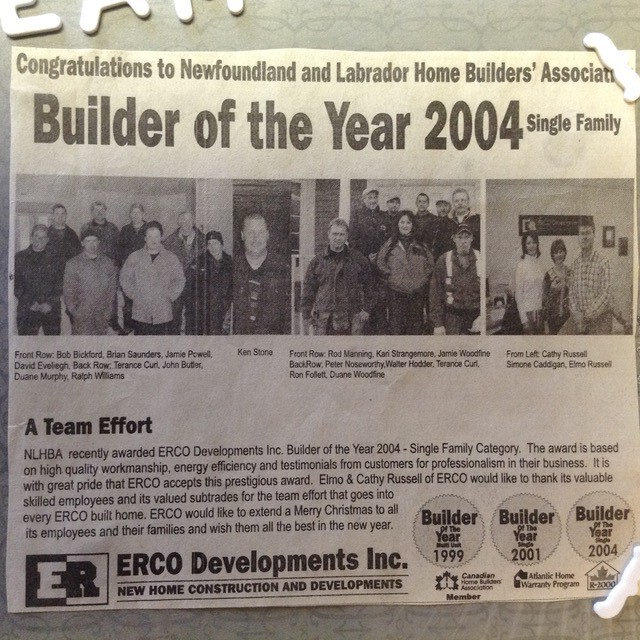 EAM
Congratulations to Newfoundland and Labrador Home Builders' Associati
Builder of the Year 2004 Single Family
Front Row: Bob Bickford, Brian Saunders, Jamie Powell,
David Eveliegh, Back Row: Terance Curl, John Butler,
Duane Murphy, Ralph Williams
Ken Stone
Front Row: Rod Manning, Kari Strangemore, Jamie Woodfine
BackRow: Peter Noseworthy,Walter Hodder, Terance Curl,
Ron Follett, Duane Woodfine
From Left: Cathy Russell
Simone Caddigan, Elmo Russell
A Team Effort
NLHBA recently awarded ERCO Developments Inc. Builder of the Year 2004 - Single Family Category. The award is based
on high quality workmanship, energy efficiency and testimonials from customers for professionalism in their business. It is
with great pride that ERCO accepts this prestigious award. Elmo & Cathy Russell of ERCO would like to thank its valuable
skilled employees and its valued subtrades for the team effort that goes into
every ERCO built home. ERCO would like to extend a Merry Christmas to all
its employees and their families and wish them all the best in the new year.
Builder
Of The
Year
Multi Unit
1999
Builder
Of The
Year
Single
2001
Builder
Of The
Year
Single
2004
ER
ERCO Developments Inc.
NEW HOME CONSTRUCTION AND DEVELOPMENTS
Canadian
Home Builders'
Association
Member
Atlantic Home
Warranty Program
R-2000